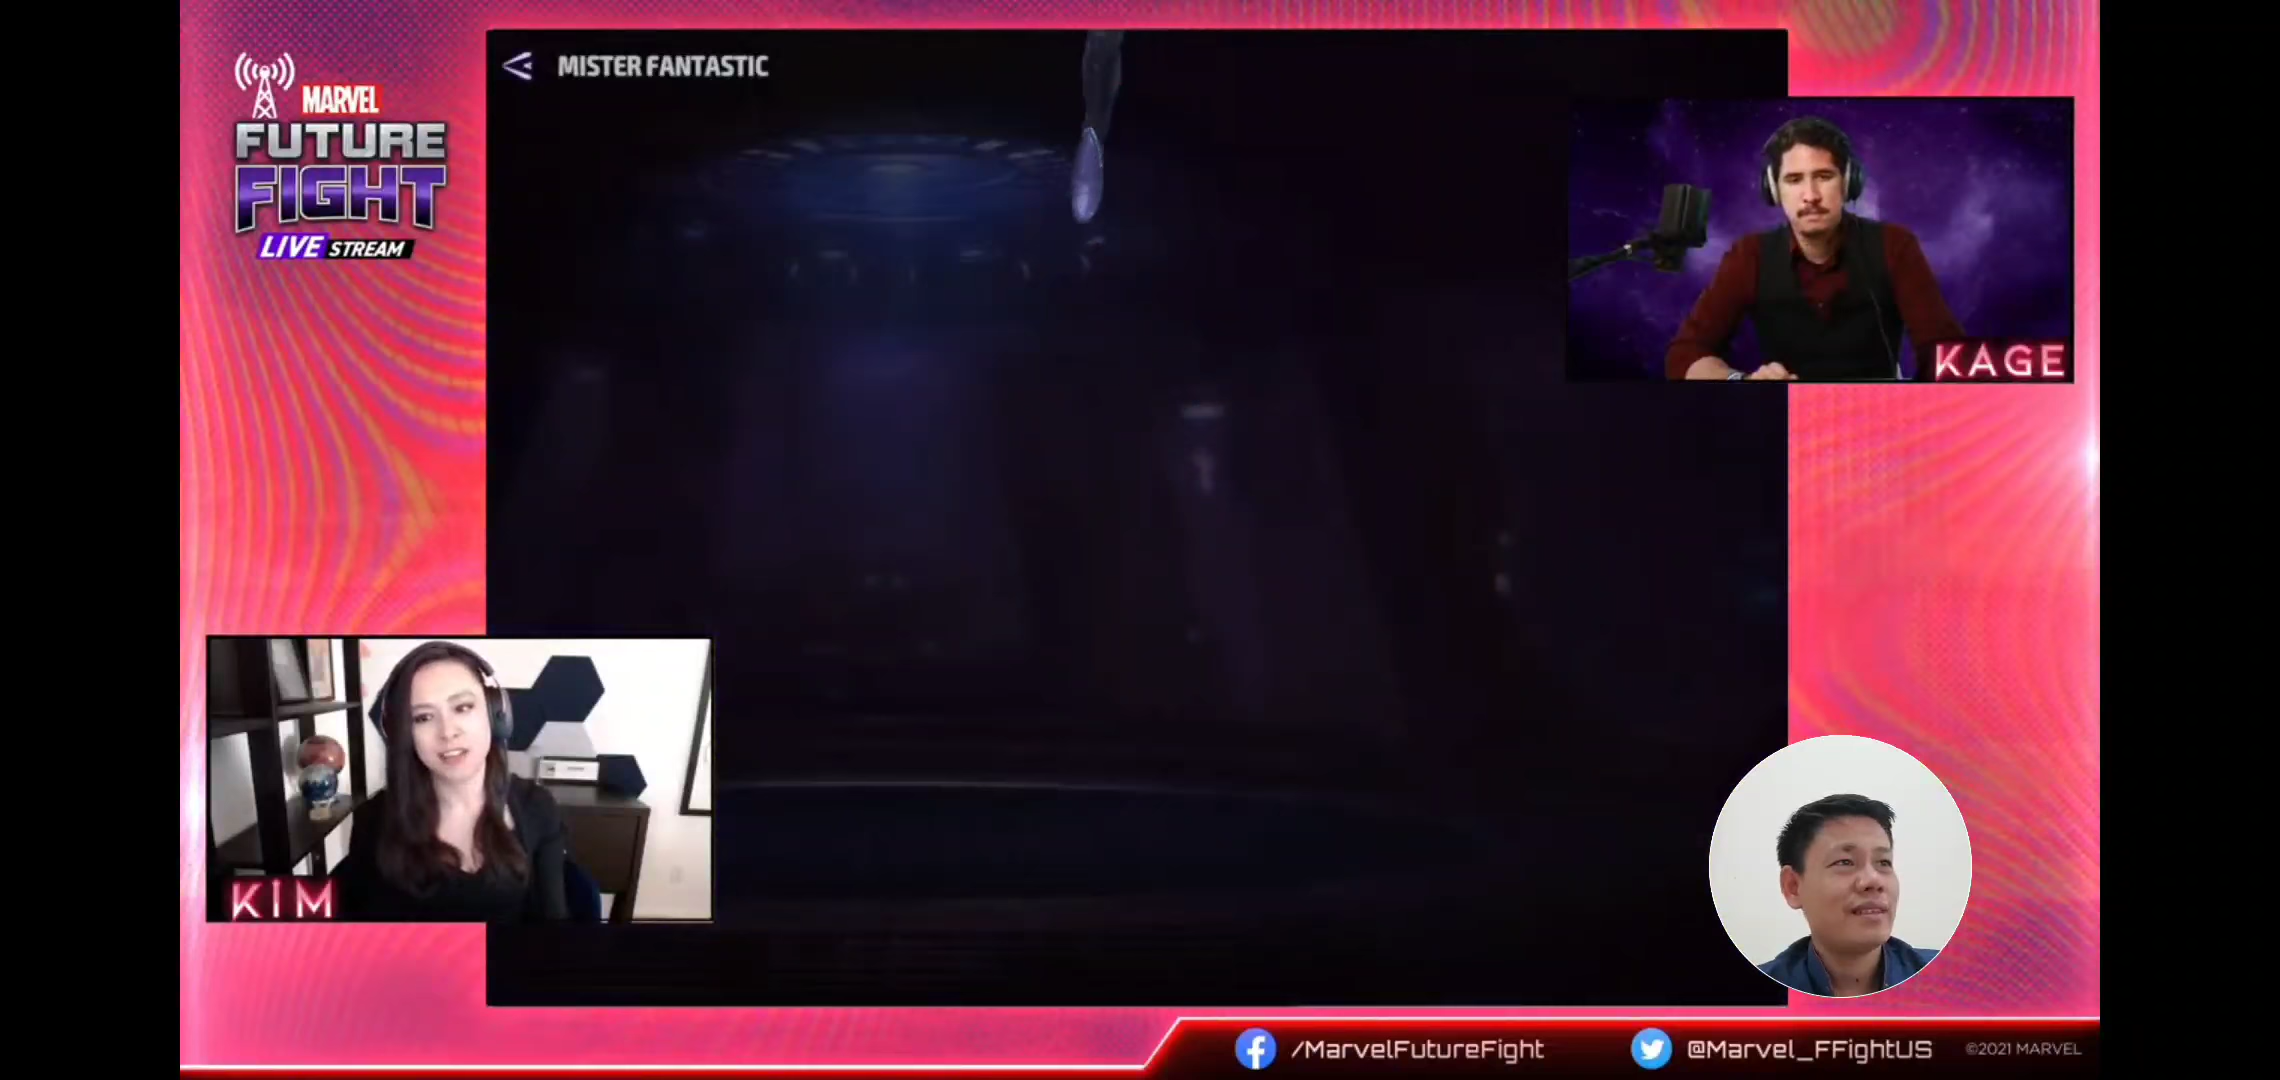 MARVEL
FUTURE
FIGHT
LIVE STREAM
MISTER FANTASTIC
KAGE
KIM
/MarvelFutureFight
@Marvel_FFightUS
©2021 MARVEL